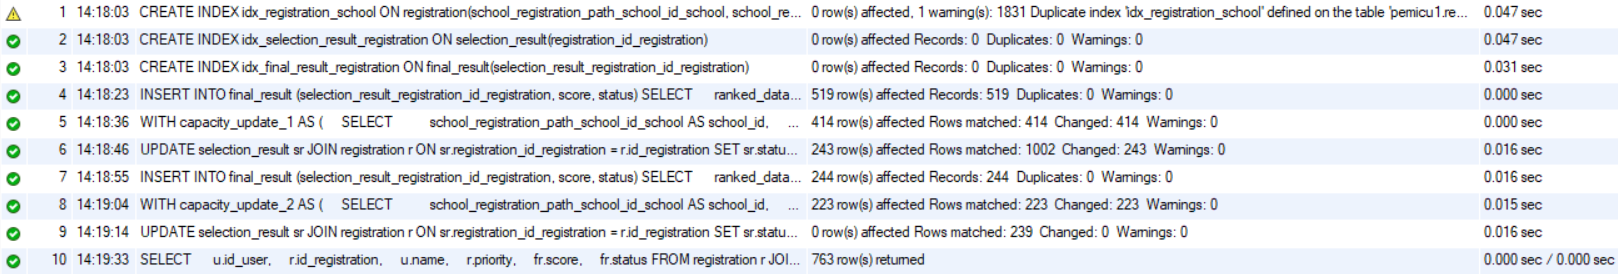 1 14:18:03 CREATE INDEX idx_registration_school ON registration(school_registration_path_school_id_school, school_re... 0 row(s) affected, 1 warning(s): 1831 Duplicate index 'idx_registration_school' defined on the table 'pemicu1.re... 0.047 sec
2 14:18:03 CREATE INDEX idx_selection_result_registration ON selection_result(registration_id_registration) 0 row(s) affected Records: 0 Duplicates: 0 Warnings: 0 0.047 sec
3 14:18:03 CREATE INDEX idx_final_result_registration ON final_result(selection_result_registration_id_registration) 0 row(s) affected Records: 0 Duplicates: 0 Warnings: 0 0.031 sec
4 14:18:23 INSERT INTO final_result (selection_result_registration_id_registration, score, status) SELECT ranked_data... 519 row(s) affected Records: 519 Duplicates: 0 Warnings: 0 0.000 sec
5 14:18:36 WITH capacity_update_1 AS ( SELECT school_registration_path_school_id_school AS school_id, ... 414 row(s) affected Rows matched: 414 Changed: 414 Warnings: 0 0.000 sec
6 14:18:46 UPDATE selection_result sr JOIN registration r ON sr.registration_id_registration = r.id_registration SET sr.statu... 243 row(s) affected Rows matched: 1002 Changed: 243 Warnings: 0 0.016 sec
7 14:18:55 INSERT INTO final_result (selection_result_registration_id_registration, score, status) SELECT ranked_data... 244 row(s) affected Records: 244 Duplicates: 0 Warnings: 0 0.016 sec
8 14:19:04 WITH capacity_update_2 AS ( SELECT school_registration_path_school_id_school AS school_id, ... 223 row(s) affected Rows matched: 223 Changed: 223 Warnings: 0 0.015 sec
9 14:19:14 UPDATE selection_result sr JOIN registration r ON sr.registration_id_registration = r.id_registration SET sr.statu... 0 row(s) affected Rows matched: 239 Changed: 0 Warnings: 0 0.016 sec
10 14:19:33 SELECT u.id_user, r.id_registration, u.name, r.priority, fr.score, fr.status FROM registration r JOI... 763 row(s) returned 0.000 sec / 0.000 sec